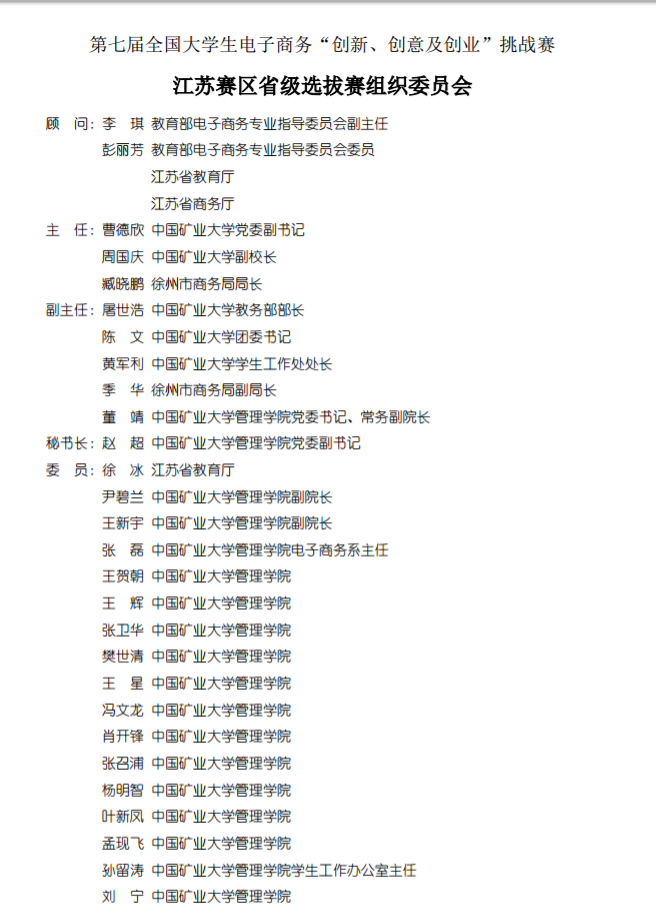 第七届全国大学生电子商务“创新、创意及创业”挑战赛
江苏赛区省级选拔赛组织委员会
顾　问：李　琪 教育部电子商务专业指导委员会副主任
彭丽芳 教育部电子商务专业指导委员会委员
江苏省教育厅
江苏省商务厅
主　任：曹德欣 中国矿业大学党委副书记
周国庆 中国矿业大学副校长
臧晓鹏 徐州市商务局局长
副主任：屠世浩 中国矿业大学教务部部长
陈　文 中国矿业大学团委书记
黄军利 中国矿业大学学生工作处处长
季　华 徐州市商务局副局长
董　靖 中国矿业大学管理学院党委书记、常务副院长
秘书长：赵　超 中国矿业大学管理学院党委副书记
委　员：徐　冰 江苏省教育厅
尹碧兰 中国矿业大学管理学院副院长
王新宇 中国矿业大学管理学院副院长
张　磊 中国矿业大学管理学院电子商务系主任
王贺朝 中国矿业大学管理学院
王　辉 中国矿业大学管理学院
张卫华 中国矿业大学管理学院
樊世清 中国矿业大学管理学院
王　星 中国矿业大学管理学院
冯文龙 中国矿业大学管理学院
肖开锋 中国矿业大学管理学院
张召浦 中国矿业大学管理学院
杨明智 中国矿业大学管理学院
叶新凤 中国矿业大学管理学院
孟现飞 中国矿业大学管理学院
孙留涛 中国矿业大学管理学院学生工作办公室主任
刘　宁 中国矿业大学管理学院